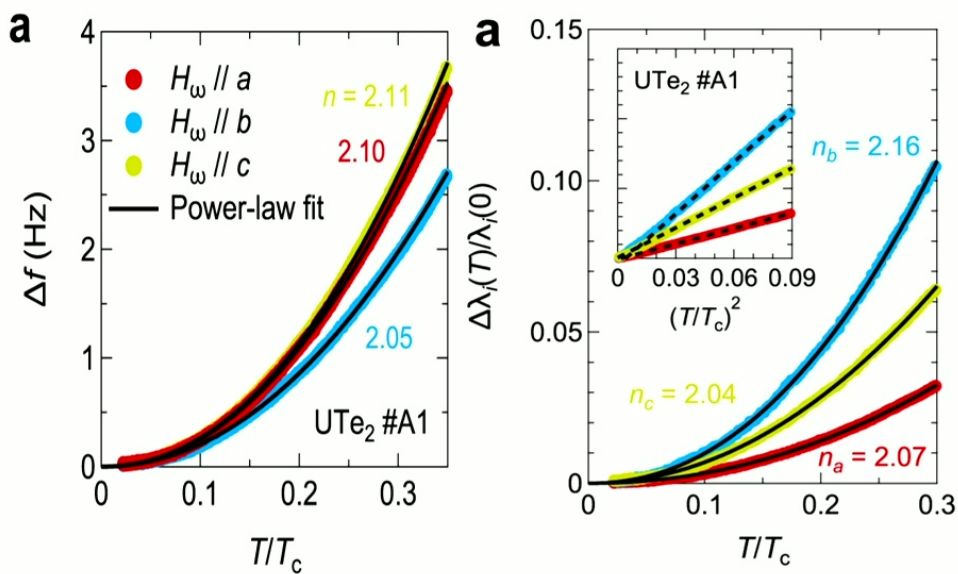 a
4
3
2
1
0
0
0.1
0.2
0.3
Δf (Hz)
T/Tc
Hω // a
Hω // b
Hω // c
Power-law fit
n = 2.11
2.10
2.05
UTe₂ #A1
a
0.15
0.10
0.05
0
0
0.1
0.2
0.3
Δλi(T)/λi(0)
T/Tc
UTe₂ #A1
0
0.03
0.06
0.09
(T/Tc)²
nb = 2.16
nc = 2.04
na = 2.07